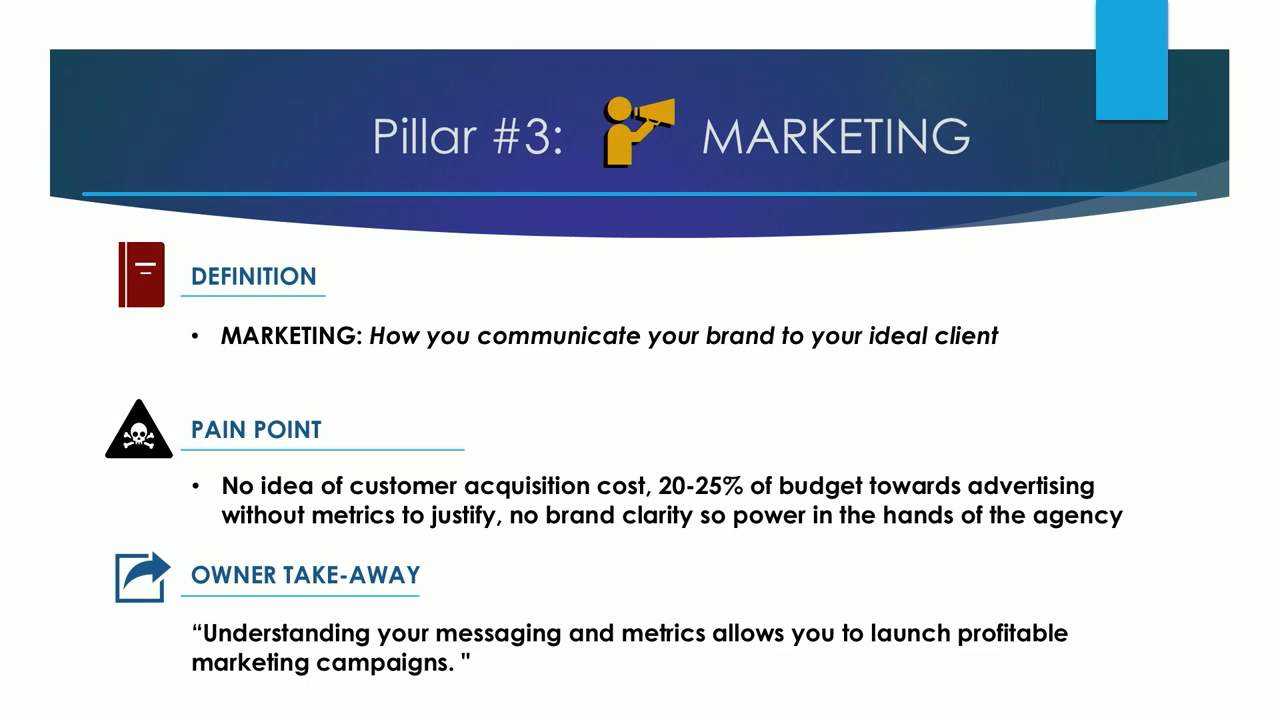 Pillar #3: MARKETING
DEFINITION
• MARKETING: How you communicate your brand to your ideal client
PAIN POINT
• No idea of customer acquisition cost, 20-25% of budget towards advertising
without metrics to justify, no brand clarity so power in the hands of the agency
OWNER TAKE-AWAY
“Understanding your messaging and metrics allows you to launch profitable
marketing campaigns. "